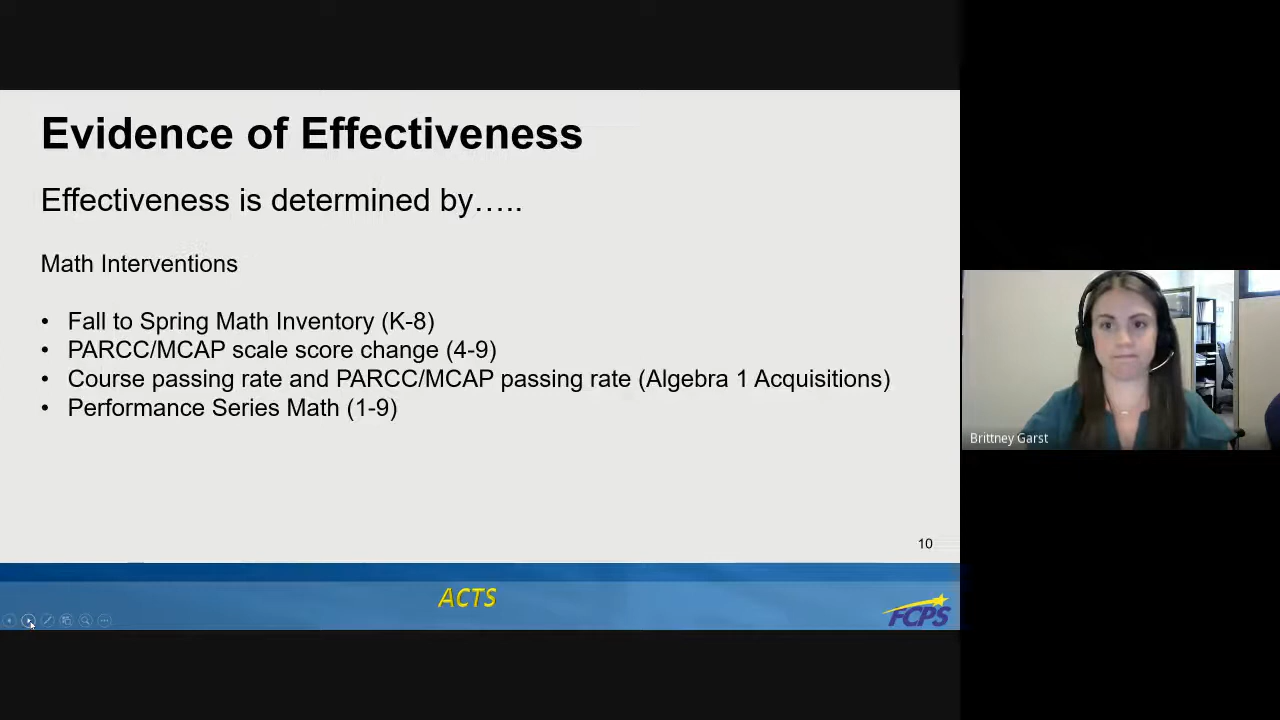 Evidence of Effectiveness
Effectiveness is determined by…..
Math Interventions
• Fall to Spring Math Inventory (K-8)
• PARCC/MCAP scale score change (4-9)
• Course passing rate and PARCC/MCAP passing rate (Algebra 1 Acquisitions)
• Performance Series Math (1-9)
10
ACTS
FCPS
Brittney Garst